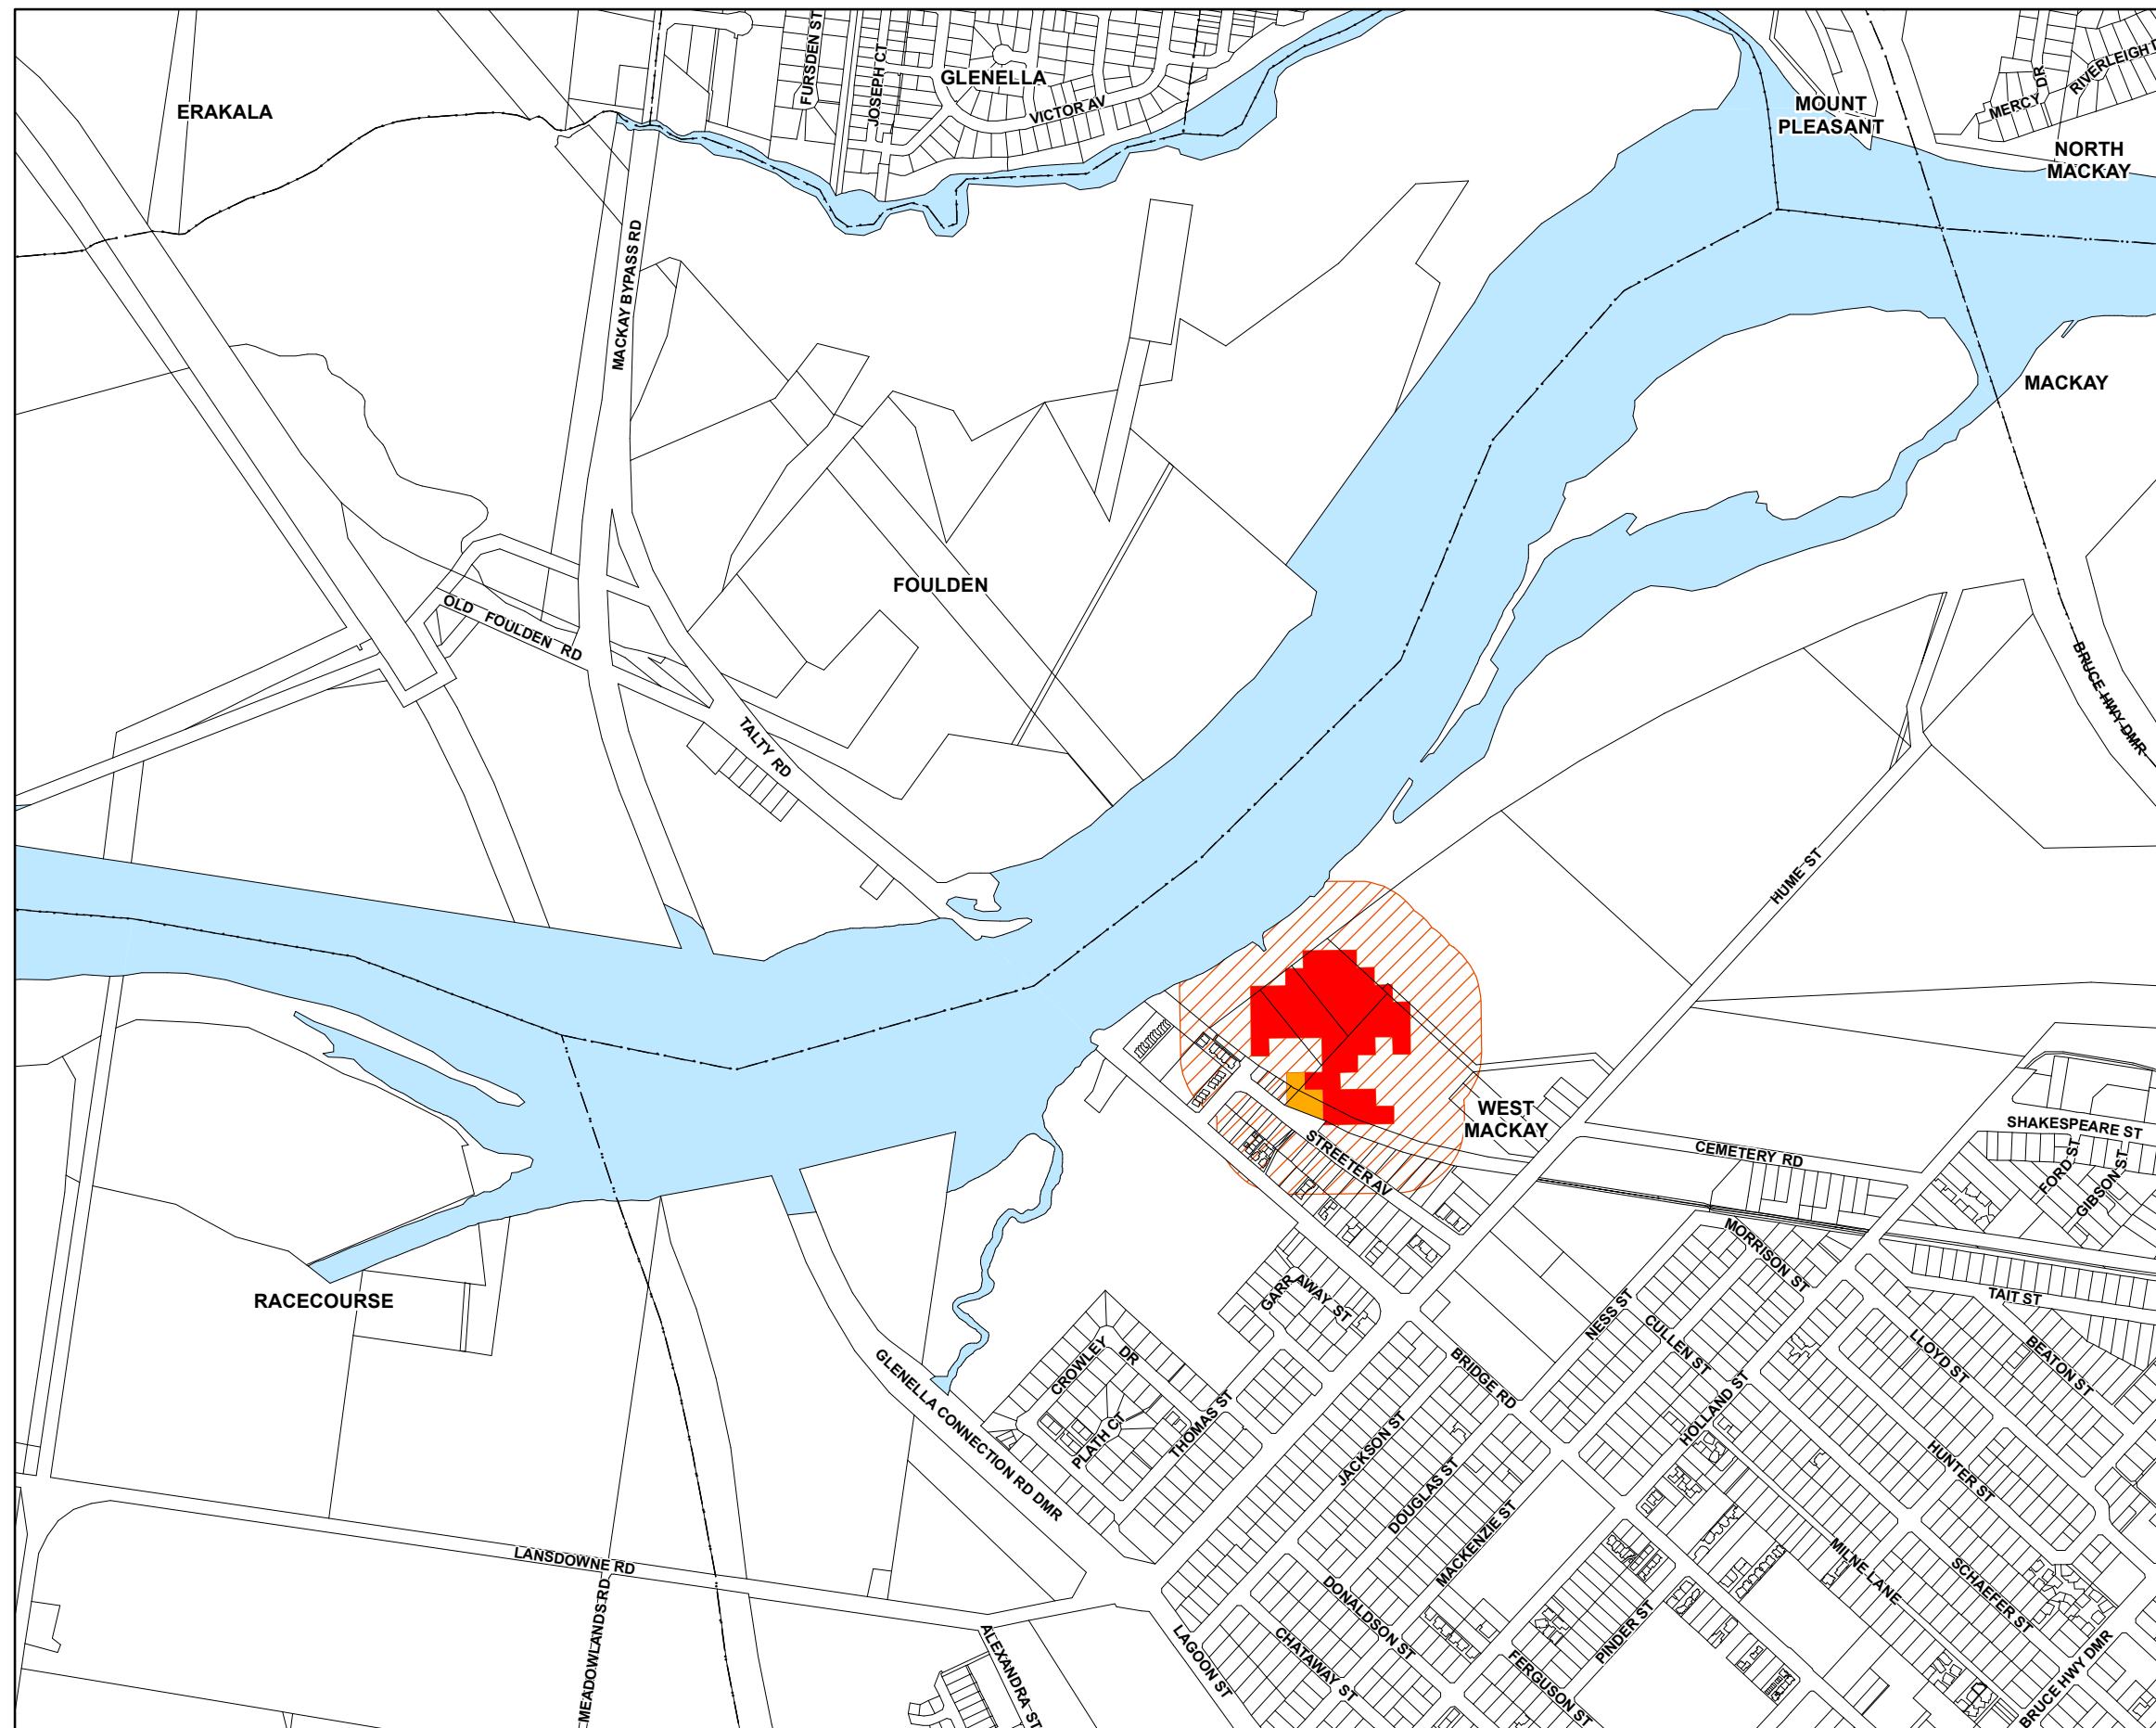 FURSDEN ST
JOSEPH CT
GLENELLA
VICTOR AV
ERAKALA
MOUNT
PLEASANT
MERCY DR
NORTH
MACKAY
MACKAY BYPASS RD
MACKAY
FOULDEN
OLD FOULDEN RD
TALTY RD
BRUCE HWY DMR
HUME ST
WEST
MACKAY
STREETER AV
CEMETERY RD
SHAKESPEARE ST
FORD ST
GIBSON ST
MORRISON ST
TAIT ST
RACECOURSE
GARRAWAY ST
NESS ST
CULLEN ST
LLOYD ST
BEATON ST
CROWLEY DR
BRIDGE RD
HOLLAND ST
GLENELLA CONNECTION RD DMR
PLATH CT
THOMAS ST
JACKSON ST
DOUGLAS ST
HUNTER ST
MACKENZIE ST
LANSDOWNE RD
MEADOWLANDS RD
MILNE LANE
SCHAEFER ST
DONALDSON ST
PINDER ST
ALEXANDRA ST
LAGOON ST
CHATAWAY ST
FERGUSON ST
BRUCE HWY DMR